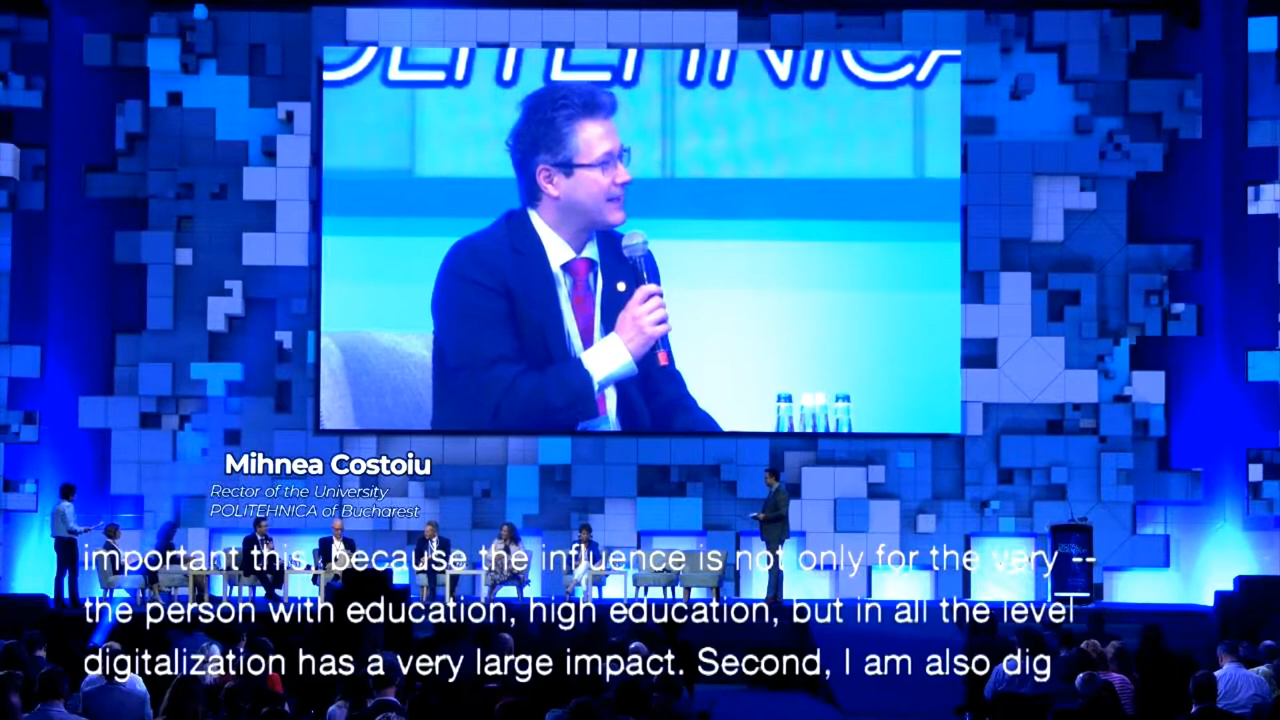 OLITEHNICA
Mihnea Costoiu
Rector of the University
POLITEHNICA of Bucharest
important this, because the influence is not only for the very --
the person with education, high education, but in all the level
digitalization has a very large impact. Second, I am also dig